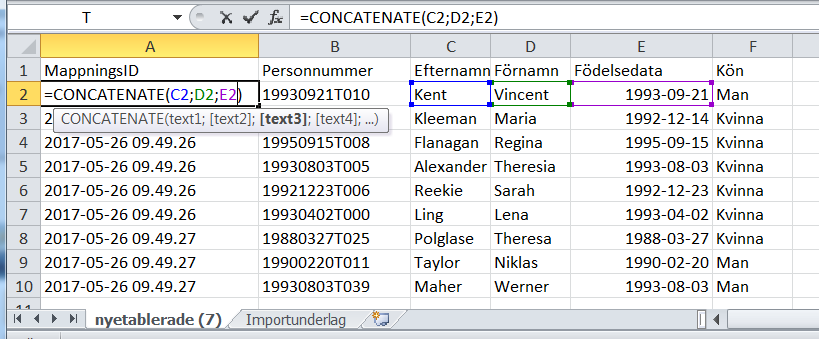 T =CONCATENATE(C2;D2;E2)
A B C D E F
1 MappningsID Personnummer Efternamn Förnamn Födelsedata Kön
2 =CONCATENATE(C2;D2;E2) 19930921T010 Kent Vincent 1993-09-21 Man
3 2 CONCATENATE(text1; [text2]; [text3]; [text4]; ...) Kleeman Maria 1992-12-14 Kvinna
4 2017-05-26 09.49.26 19950915T008 Flanagan Regina 1995-09-15 Kvinna
5 2017-05-26 09.49.26 19930803T005 Alexander Theresia 1993-08-03 Kvinna
6 2017-05-26 09.49.26 19921223T006 Reekie Sarah 1992-12-23 Kvinna
7 2017-05-26 09.49.26 19930402T000 Ling Lena 1993-04-02 Kvinna
8 2017-05-26 09.49.27 19880327T025 Polglase Theresa 1988-03-27 Kvinna
9 2017-05-26 09.49.27 19900220T011 Taylor Niklas 1990-02-20 Man
10 2017-05-26 09.49.27 19930803T039 Maher Werner 1993-08-03 Man
nyetablerade (7) Importunderlag